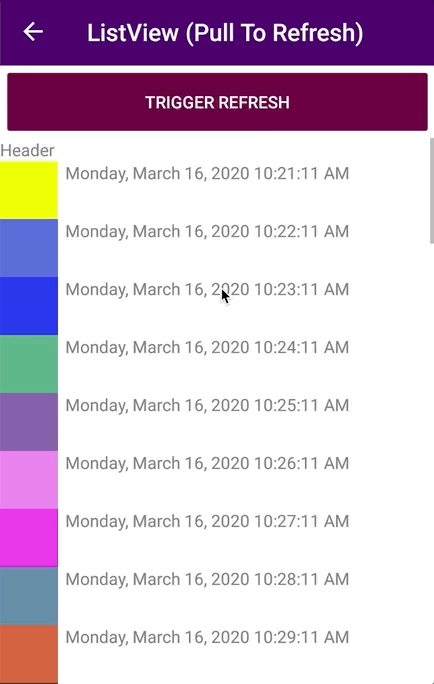 ListView (Pull To Refresh)
TRIGGER REFRESH
Header
Monday, March 16, 2020 10:21:11 AM
Monday, March 16, 2020 10:22:11 AM
Monday, March 16, 2020 10:23:11 AM
Monday, March 16, 2020 10:24:11 AM
Monday, March 16, 2020 10:25:11 AM
Monday, March 16, 2020 10:26:11 AM
Monday, March 16, 2020 10:27:11 AM
Monday, March 16, 2020 10:28:11 AM
Monday, March 16, 2020 10:29:11 AM